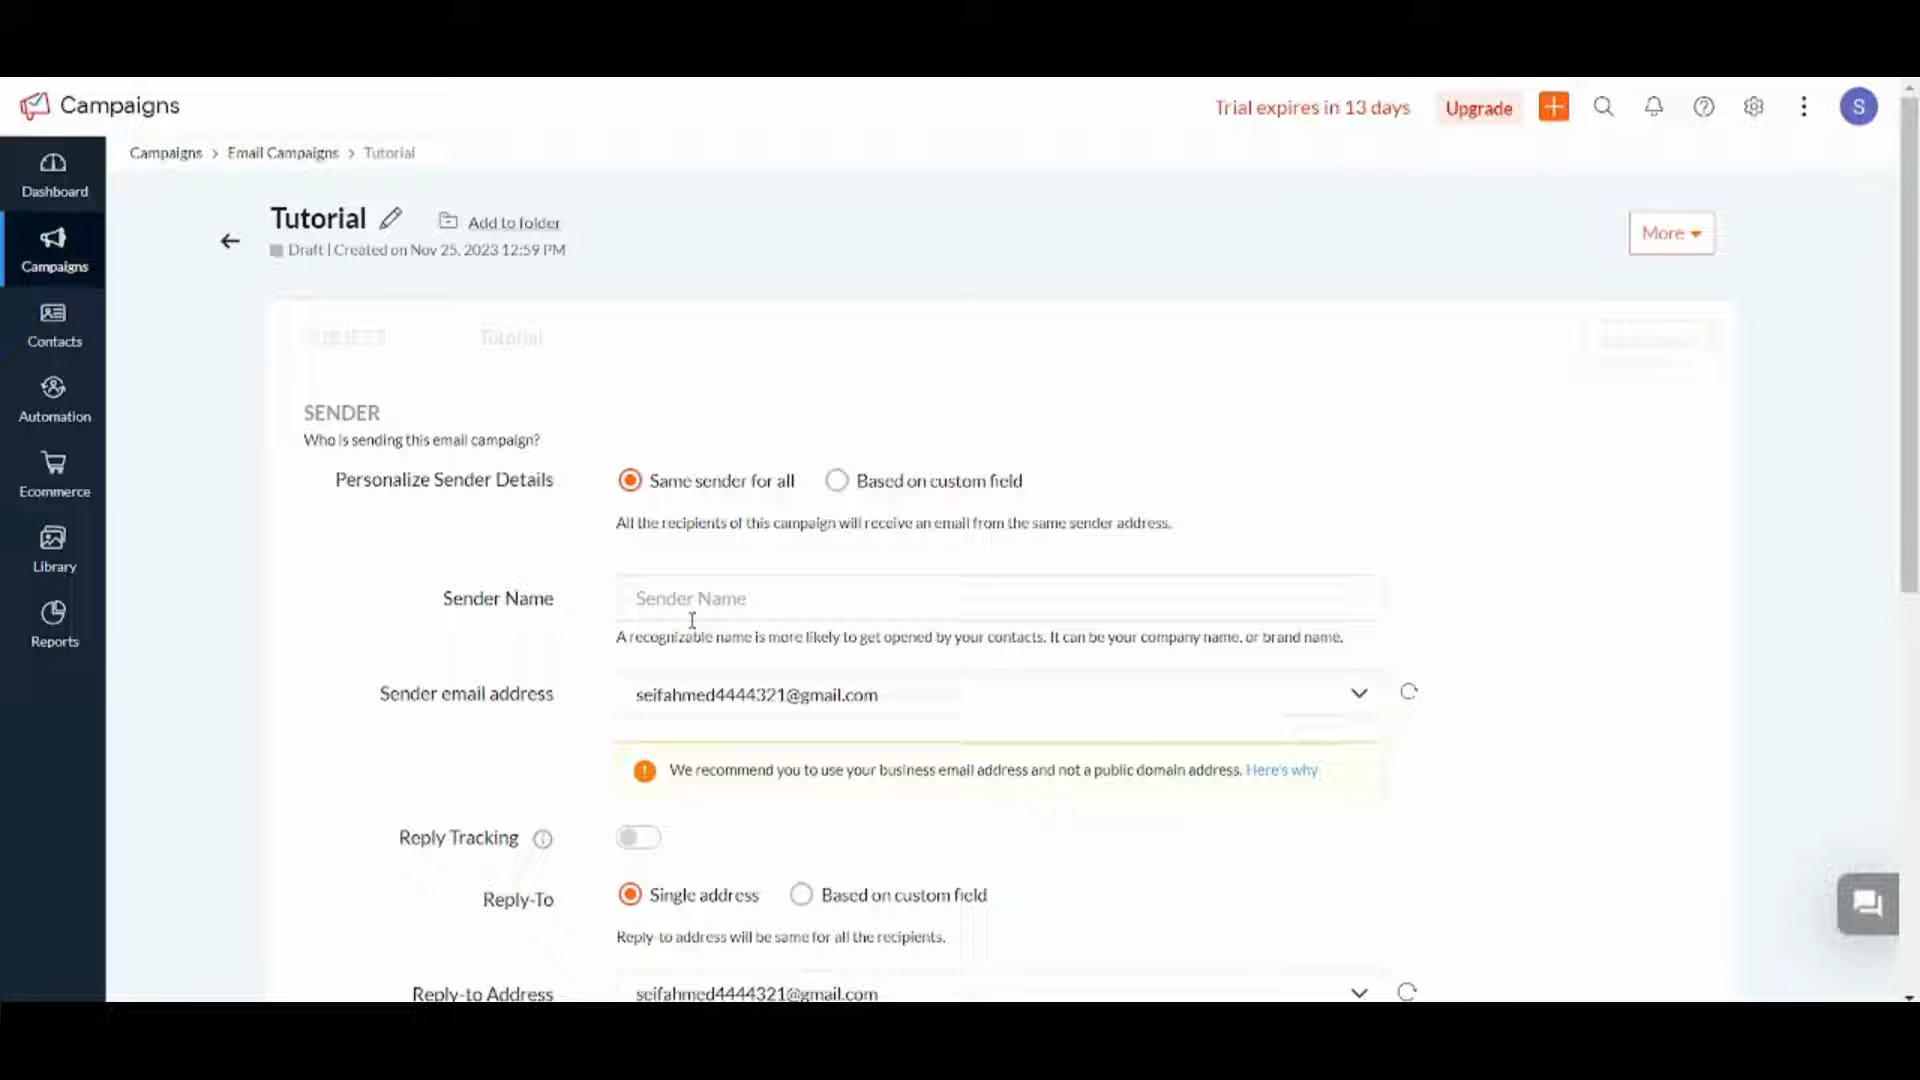 Campaigns
Trial expires in 13 days
Upgrade
S
Campaigns > Email Campaigns > Tutorial
Dashboard
Campaigns
Contacts
Automation
Ecommerce
Library
Reports
Tutorial
Add to folder
Draft | Created on Nov 25, 2023 12:59 PM
More
SUBJECT
Tutorial
SENDER
Who is sending this email campaign?
Personalize Sender Details
Same sender for all
Based on custom field
All the recipients of this campaign will receive an email from the same sender address.
Sender Name
Sender Name
A recognizable name is more likely to get opened by your contacts. It can be your company name, or brand name.
Sender email address
seifahmed4444321@gmail.com
We recommend you to use your business email address and not a public domain address. Here's why
Reply Tracking
Reply-To
Single address
Based on custom field
Reply-to address will be same for all the recipients.
Reply-to Address
seifahmed4444321@gmail.com